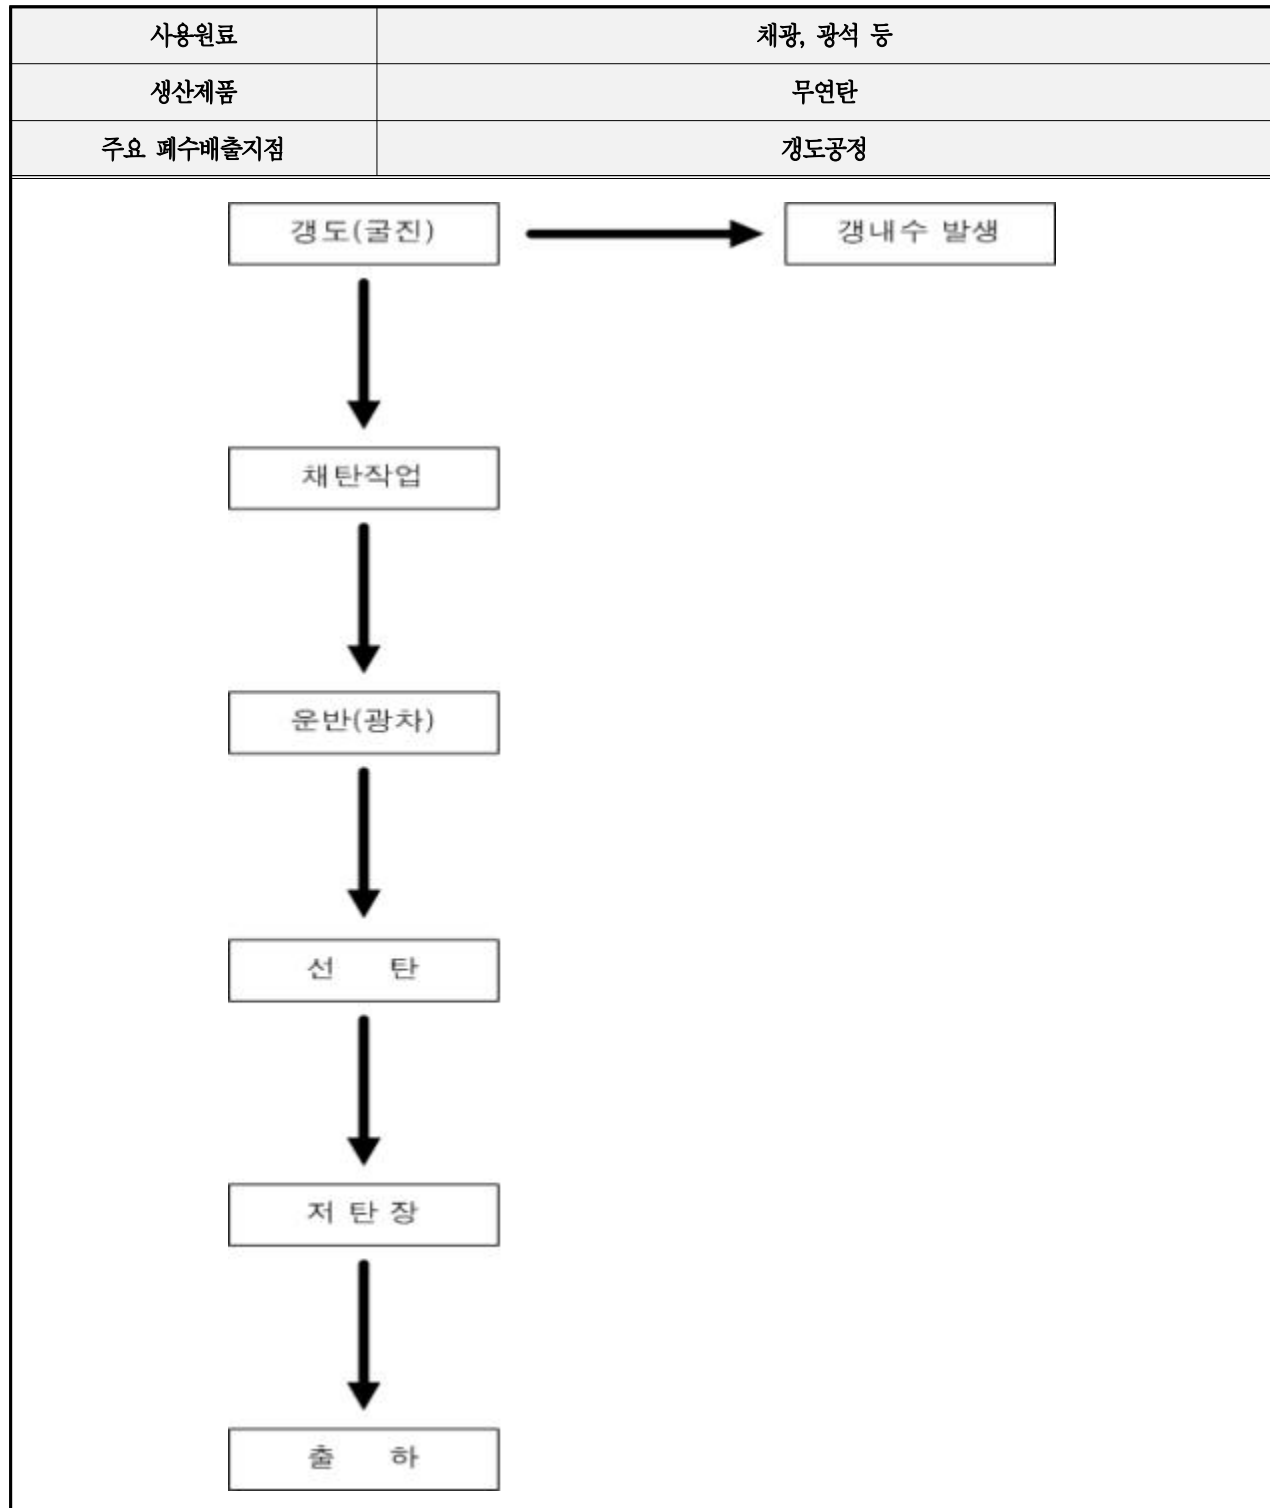 사용원료 채광, 광석 등
생산제품 무연탄
주요 폐수배출지점 갱도공정
갱도(굴진) 갱내수 발생
채탄작업
운반(광차)
선 탄
저 탄 장
출 하